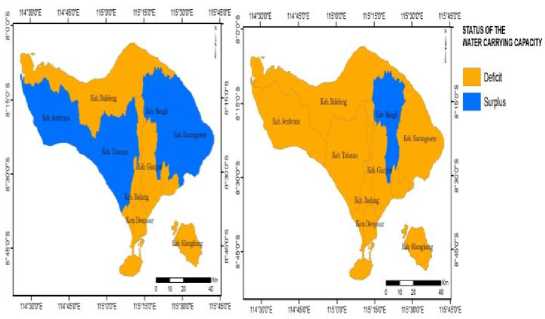 114°30'0"E 114°45'0"E 115°0'0"E 115°15'0"E 115°30'0"E 115°45'0"E
114°30'0"E 114°45'0"E 115°0'0"E 115°15'0"E 115°30'0"E 115°45'0"E
STATUS OF THE
WATER CARRYING CAPACITY
Deficit
Surplus
8°0'0"S
8°15'0"S
8°30'0"S
8°45'0"S
Kab. Buleleng
Kab. Jembrana
Kab. Bangli
Kab. Karangasem
Kab. Tabanan
Kab. Gianyar
Kab. Badung
Kota Denpasar
Kab. Klungkung
0 10 20 40
Km
8°0'0"S
8°15'0"S
8°30'0"S
8°45'0"S
Kab. Buleleng
Kab. Jembrana
Kab. Bangli
Kab. Karangasem
Kab. Tabanan
Kab. Gianyar
Kab. Badung
Kota Denpasar
Kab. Klungkung
0 10 20 40
Km
114°30'0"E 114°45'0"E 115°0'0"E 115°15'0"E 115°30'0"E 115°45'0"E
114°30'0"E 114°45'0"E 115°0'0"E 115°15'0"E 115°30'0"E 115°45'0"E